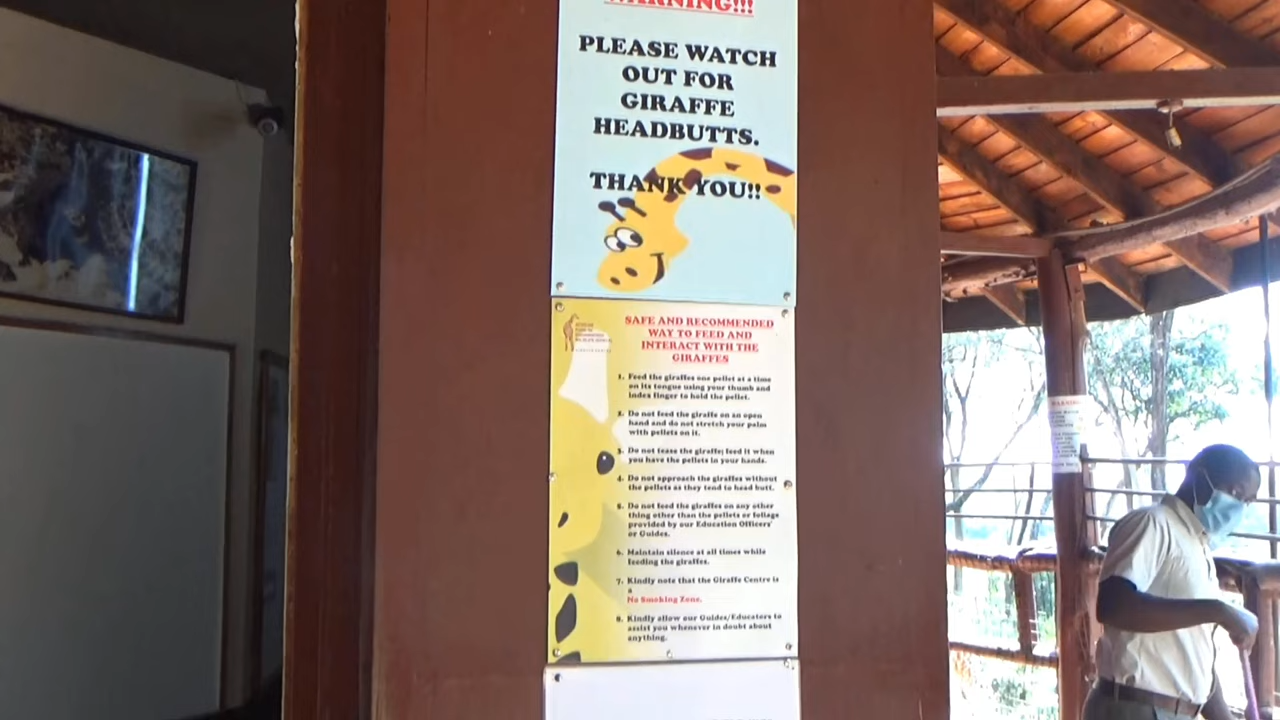 WARNING!!!
PLEASE WATCH
OUT FOR
GIRAFFE
HEADBUTTS.
THANK YOU!!
SAFE AND RECOMMENDED
WAY TO FEED AND
INTERACT WITH THE
GIRAFFES
1. Feed the giraffes one pellet at a time
on its tongue using your thumb and
index finger to hold the pellet.
2. Do not feed the giraffe on an open
hand and do not stretch your palm
with pellets on it.
3. Do not tease the giraffe; feed it when
you have the pellets in your hands.
4. Do not approach the giraffes without
the pellets as they tend to head butt.
5. Do not feed the giraffes on any other
thing other than the pellets or foliage
provided by our Education Officers'
or Guides.
6. Maintain silence at all times while
feeding the giraffes.
7. Kindly note that the Giraffe Centre is
a
No Smoking Zone.
8. Kindly allow our Guides/Educators to
assist you whenever in doubt about
anything.
WARNING